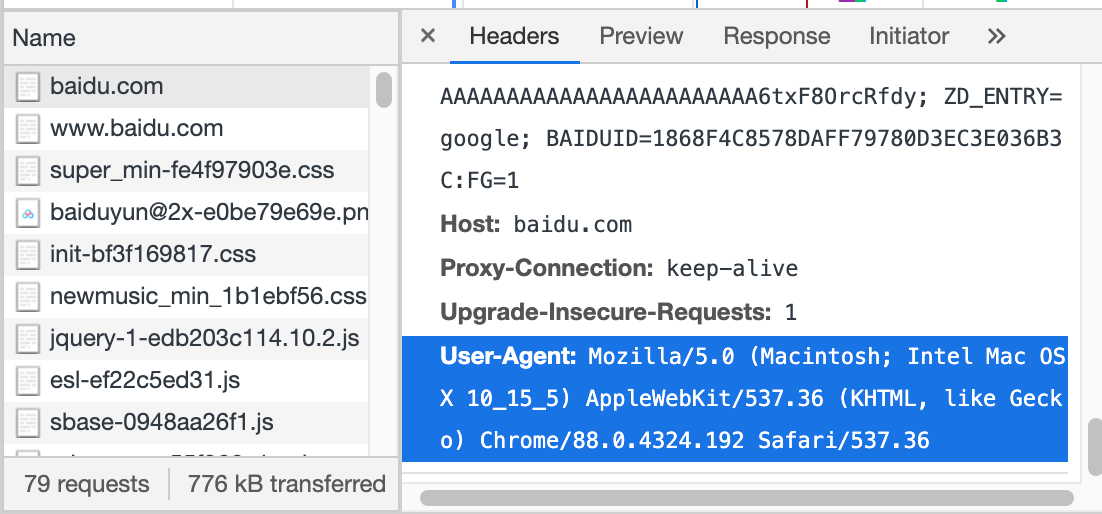 Name
baidu.com
www.baidu.com
super_min-fe4f97903e.css
baiduyun@2x-e0be79e69e.pn
init-bf3f169817.css
newmusic_min_1b1ebf56.css
jquery-1-edb203c114.10.2.js
esl-ef22c5ed31.js
sbase-0948aa26f1.js
79 requests
776 kB transferred
× Headers Preview Response Initiator »
AAAAAAAAAAAAAAAAAAAAAAAA6txF8OrcRfdy; ZD_ENTRY=
google; BAIDUID=1868F4C8578DAFF79780D3EC3E036B3
C:FG=1
Host: baidu.com
Proxy-Connection: keep-alive
Upgrade-Insecure-Requests: 1
User-Agent: Mozilla/5.0 (Macintosh; Intel Mac OS
X 10_15_5) AppleWebKit/537.36 (KHTML, like Geck
o) Chrome/88.0.4324.192 Safari/537.36